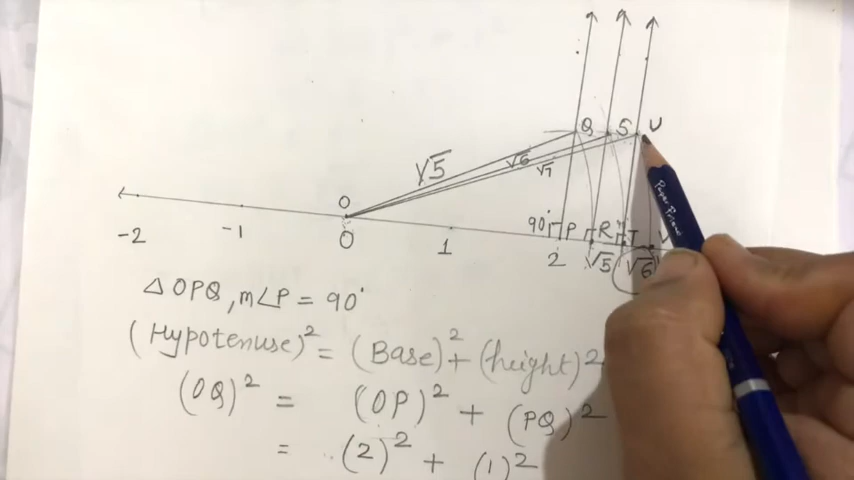 Q S U
√5 √6 √7
O
90° P R T
-2 -1 0 1 2 √5 √6
△OPQ, m∠P = 90°
(Hypotenuse)² = (Base)² + (height)²
(OQ)² = (OP)² + (PQ)²
= (2)² + (1)²